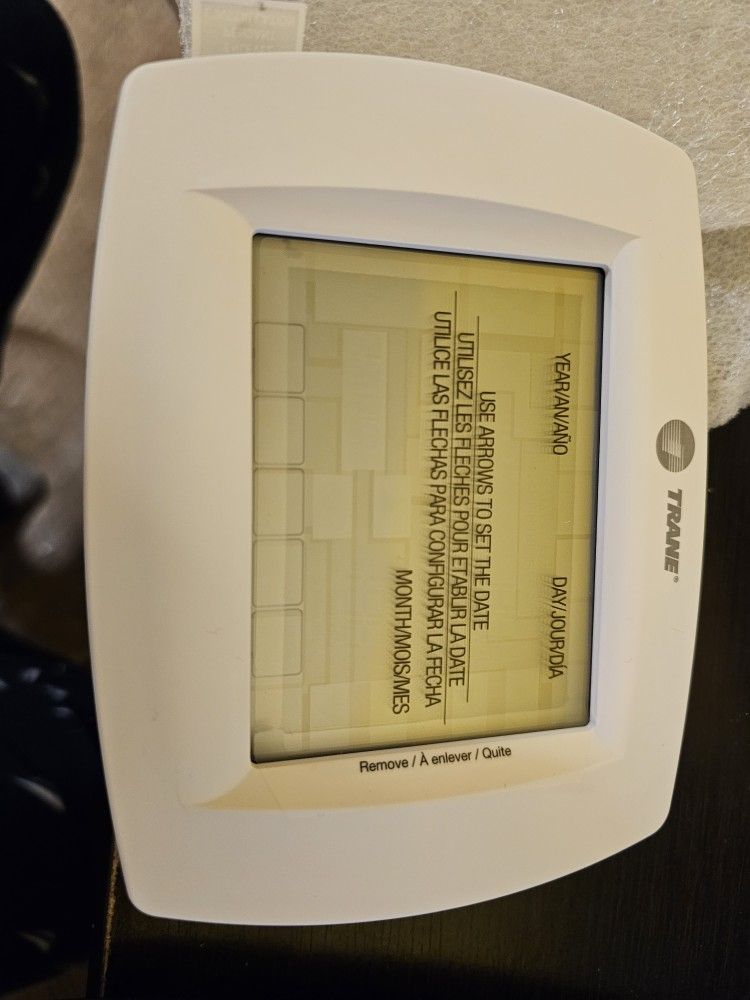 TRANE®
YEAR/AN/AÑO DAY/JOUR/DÍA
USE ARROWS TO SET THE DATE
UTILISEZ LES FLECHES POUR ETABLIR LA DATE
UTILICE LAS FLECHAS PARA CONFIGURAR LA FECHA
MONTH/MOIS/MES
Remove / À enlever / Quite